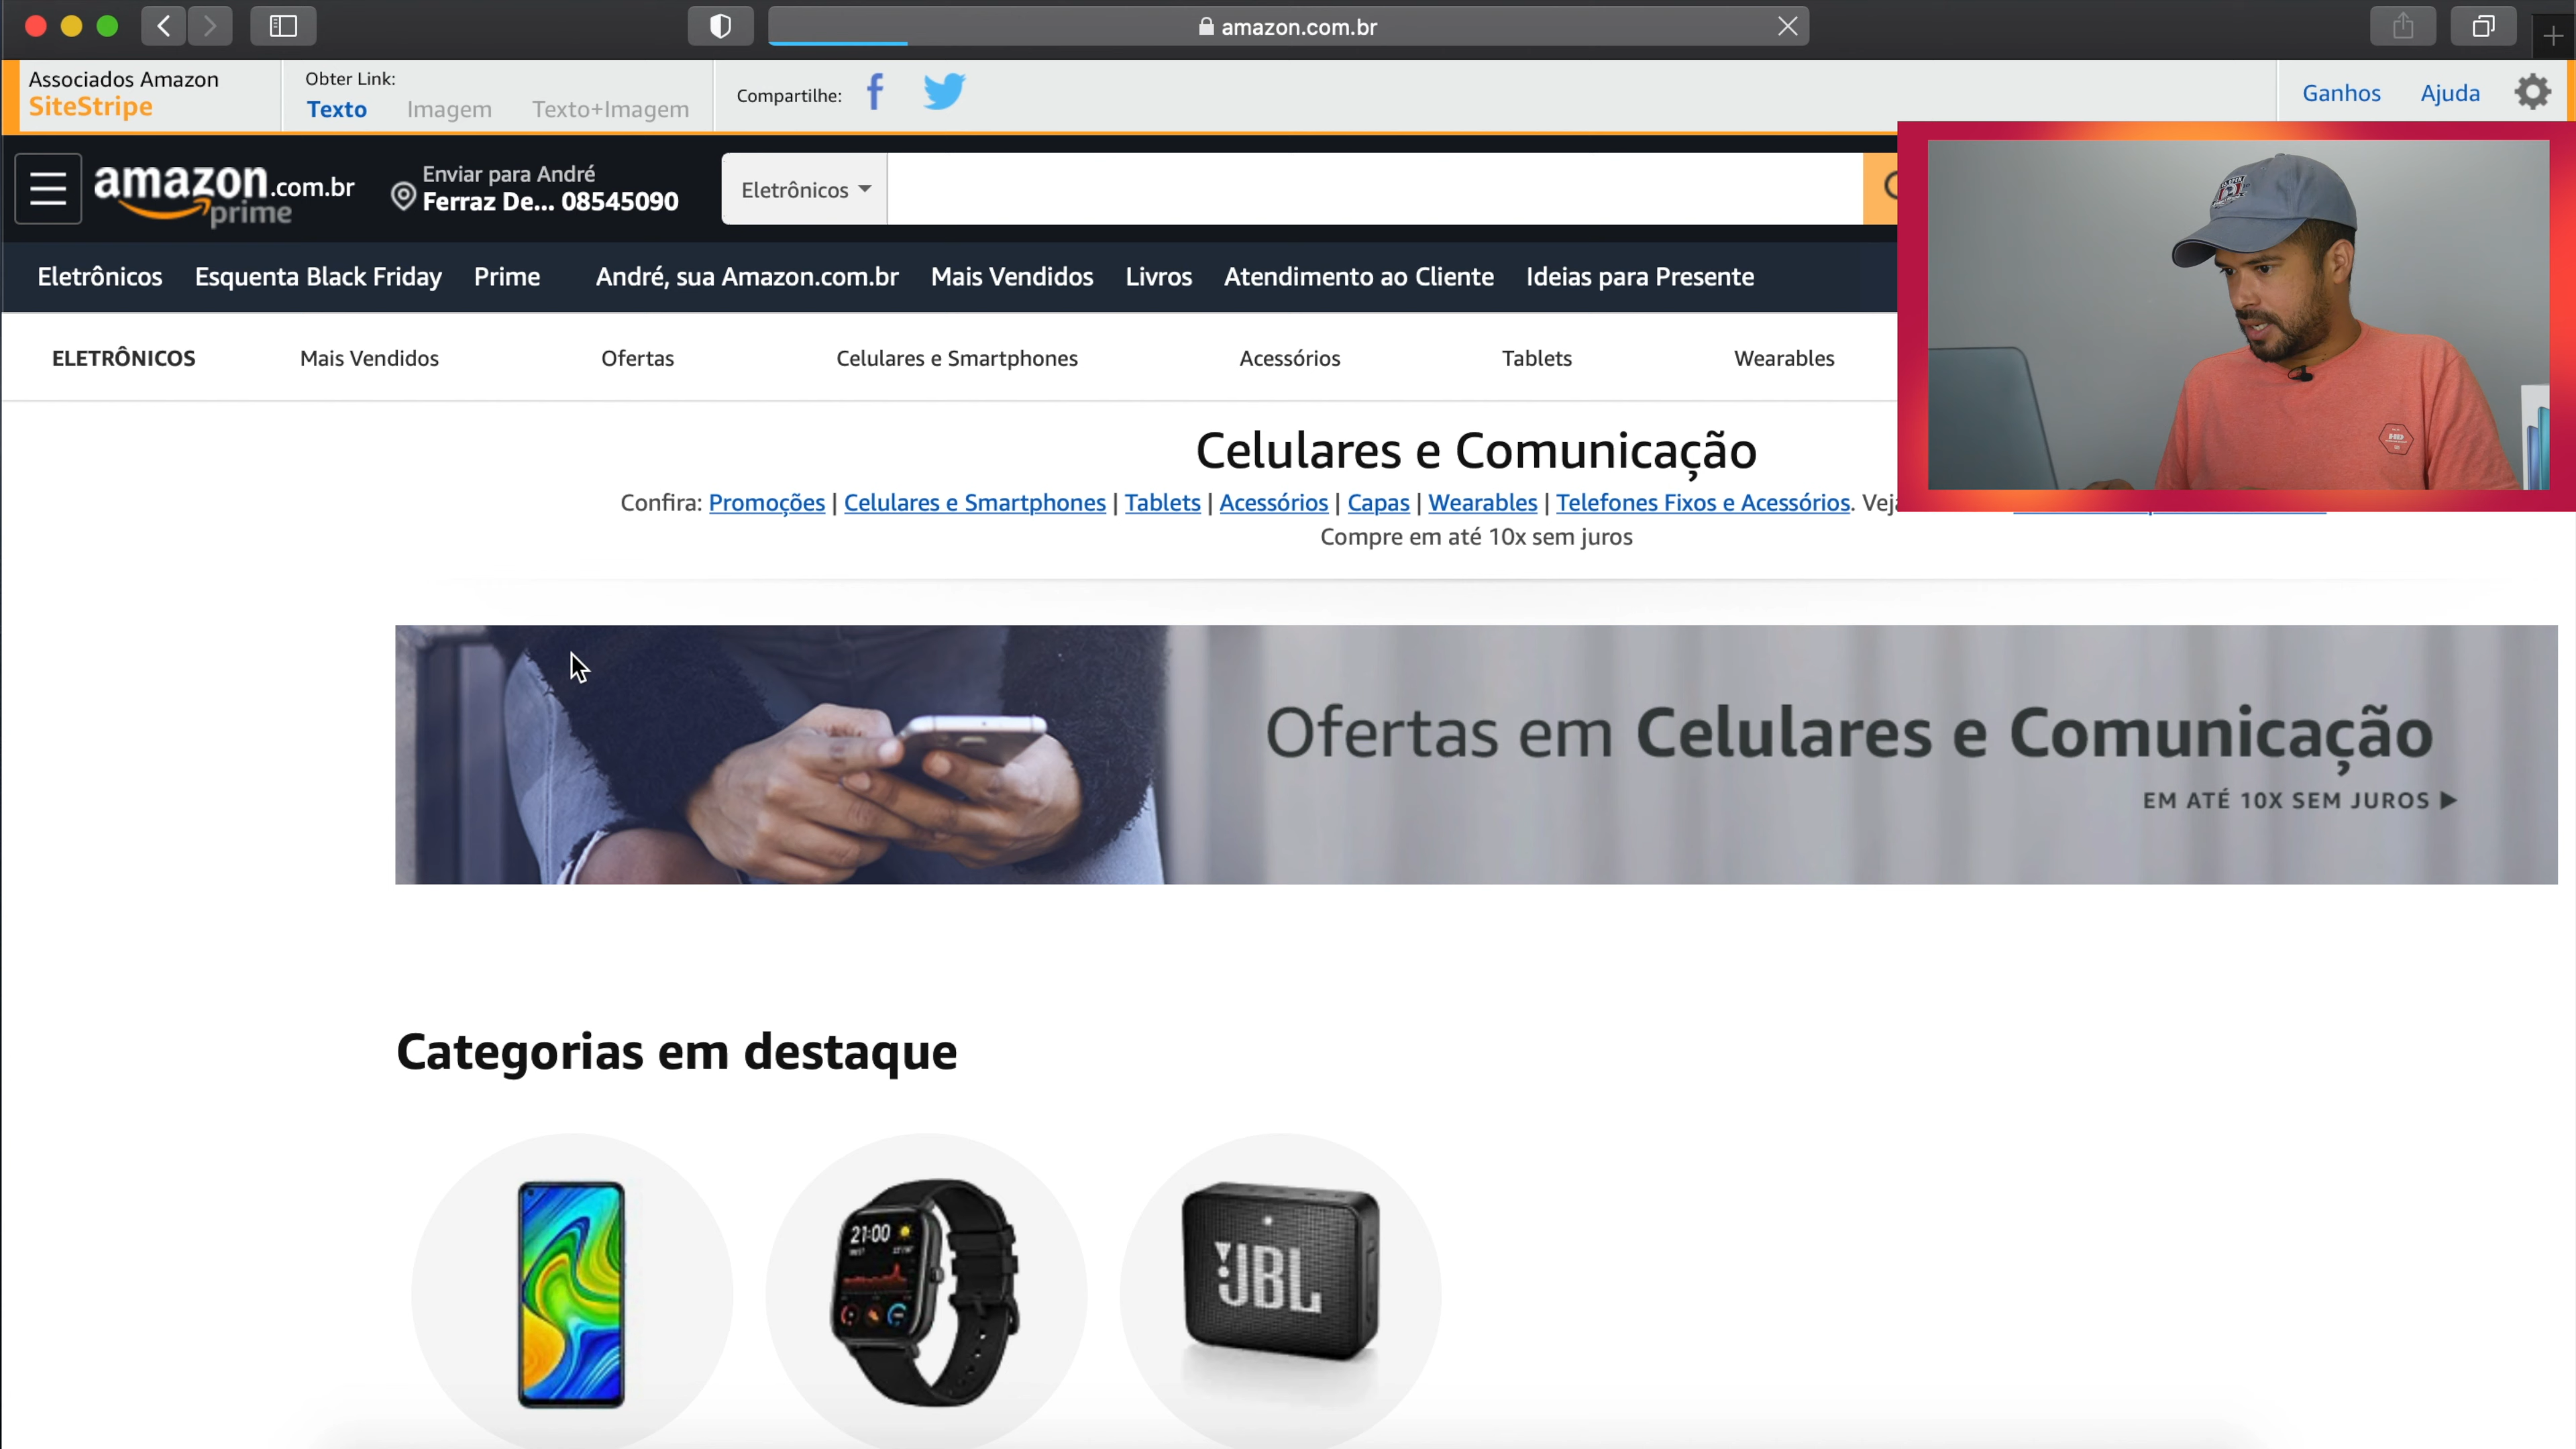 amazon.com.br
Associados Amazon
SiteStripe
Obter Link:
Texto Imagem Texto+Imagem
Compartilhe:
Ganhos Ajuda
amazon.com.br
prime
Enviar para André
Ferraz De... 08545090
Eletrônicos
Eletrônicos Esquenta Black Friday Prime André, sua Amazon.com.br Mais Vendidos Livros Atendimento ao Cliente Ideias para Presente
ELETRÔNICOS Mais Vendidos Ofertas Celulares e Smartphones Acessórios Tablets Wearables
Celulares e Comunicação
Confira: Promoções | Celulares e Smartphones | Tablets | Acessórios | Capas | Wearables | Telefones Fixos e Acessórios.
Compre em até 10x sem juros
Ofertas em Celulares e Comunicação
EM ATÉ 10X SEM JUROS
Categorias em destaque
21:00
JBL
HD